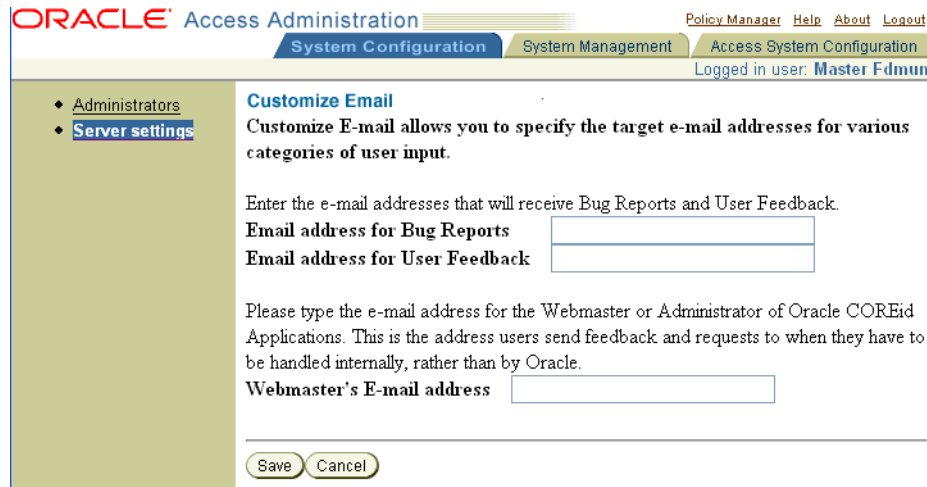 ORACLE Access Administration
Policy Manager Help About Logout
System Configuration System Management Access System Configuration
Logged in user: Master Fdmun
Administrators
Server settings
Customize Email
Customize E-mail allows you to specify the target e-mail addresses for various
categories of user input.
Enter the e-mail addresses that will receive Bug Reports and User Feedback.
Email address for Bug Reports
Email address for User Feedback
Please type the e-mail address for the Webmaster or Administrator of Oracle COREid
Applications. This is the address users send feedback and requests to when they have to
be handled internally, rather than by Oracle.
Webmaster's E-mail address
Save Cancel